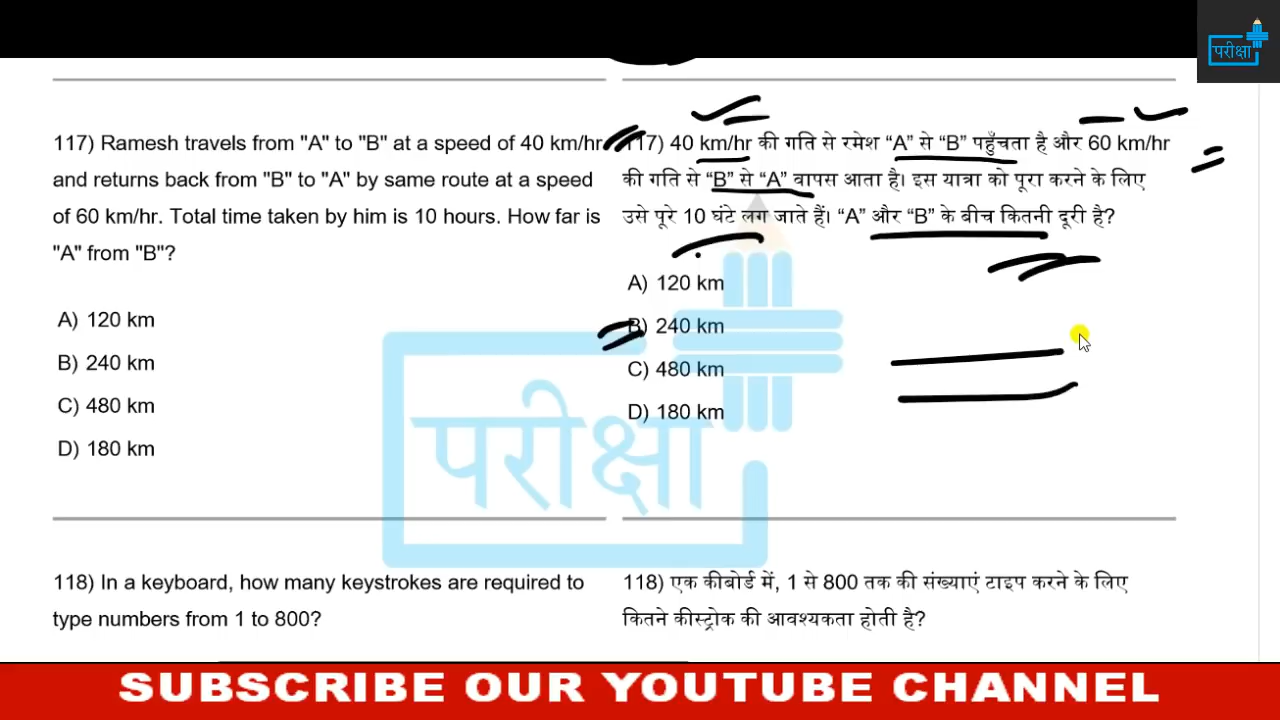 परीक्षा
117) Ramesh travels from "A" to "B" at a speed of 40 km/hr
and returns back from "B" to "A" by same route at a speed
of 60 km/hr. Total time taken by him is 10 hours. How far is
"A" from "B"?
A) 120 km
B) 240 km
C) 480 km
D) 180 km
117) 40 km/hr की गति से रमेश “A” से “B” पहुँचता है और 60 km/hr
की गति से “B” से “A” वापस आता है। इस यात्रा को पूरा करने के लिए
उसे पूरे 10 घंटे लग जाते हैं। “A” और “B” के बीच कितनी दूरी है?
A) 120 km
B) 240 km
C) 480 km
D) 180 km
परीक्षा
118) In a keyboard, how many keystrokes are required to
type numbers from 1 to 800?
118) एक कीबोर्ड में, 1 से 800 तक की संख्याएं टाइप करने के लिए
कितने कीस्ट्रोक की आवश्यकता होती है?
SUBSCRIBE OUR YOUTUBE CHANNEL